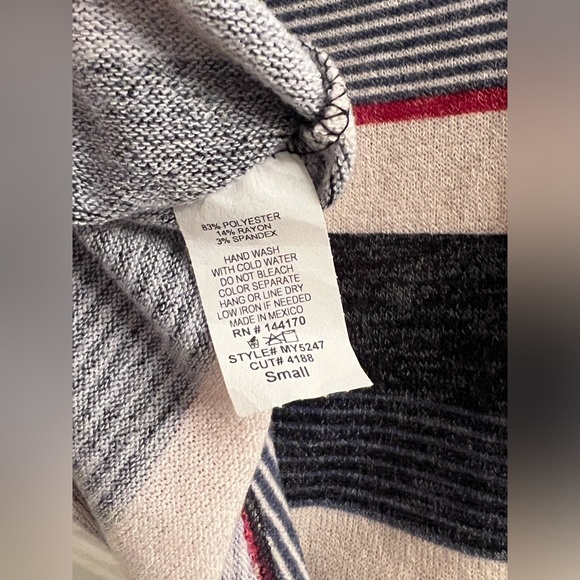 83% POLYESTER
14% RAYON
3% SPANDEX
HAND WASH
WITH COLD WATER
DO NOT BLEACH
COLOR SEPARATE
HANG OR LINE DRY
LOW IRON IF NEEDED
MADE IN MEXICO
RN # 144170
STYLE# MY5247
CUT# 4188
Small